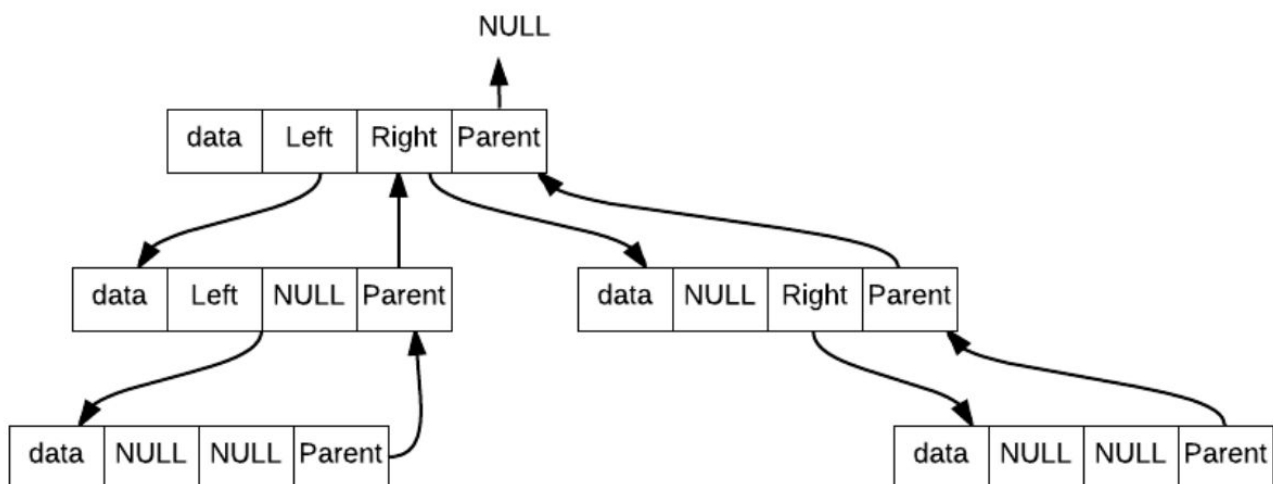 NULL
data Left Right Parent
data Left NULL Parent
data NULL Right Parent
data NULL NULL Parent
data NULL NULL Parent